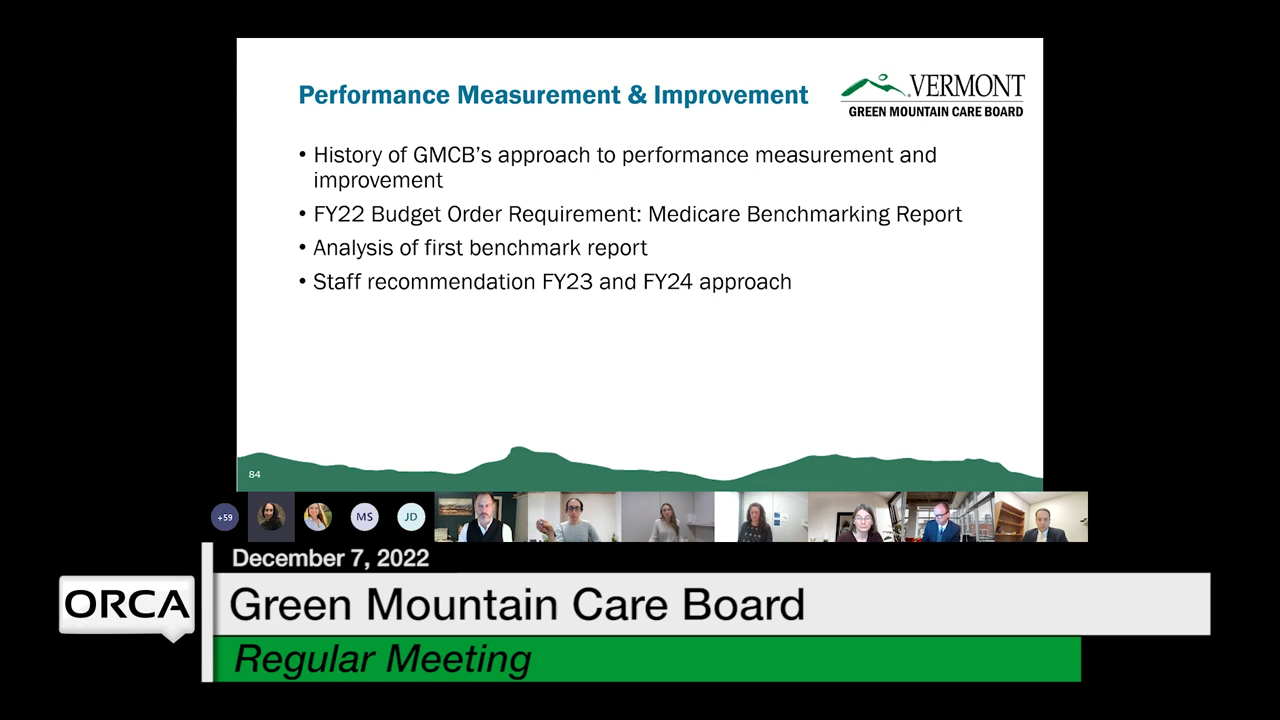 Performance Measurement & Improvement
VERMONT
GREEN MOUNTAIN CARE BOARD
• History of GMCB's approach to performance measurement and
improvement
• FY22 Budget Order Requirement: Medicare Benchmarking Report
• Analysis of first benchmark report
• Staff recommendation FY23 and FY24 approach
84
+59
MS
JD
December 7, 2022
ORCA
Green Mountain Care Board
Regular Meeting